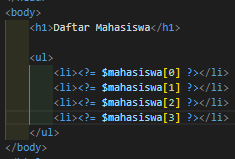 <body>
<h1>Daftar Mahasiswa</h1>
<ul>
<li><?= $mahasiswa[0] ?></li>
<li><?= $mahasiswa[1] ?></li>
<li><?= $mahasiswa[2] ?></li>
<li><?= $mahasiswa[3] ?></li>
</ul>
</body>